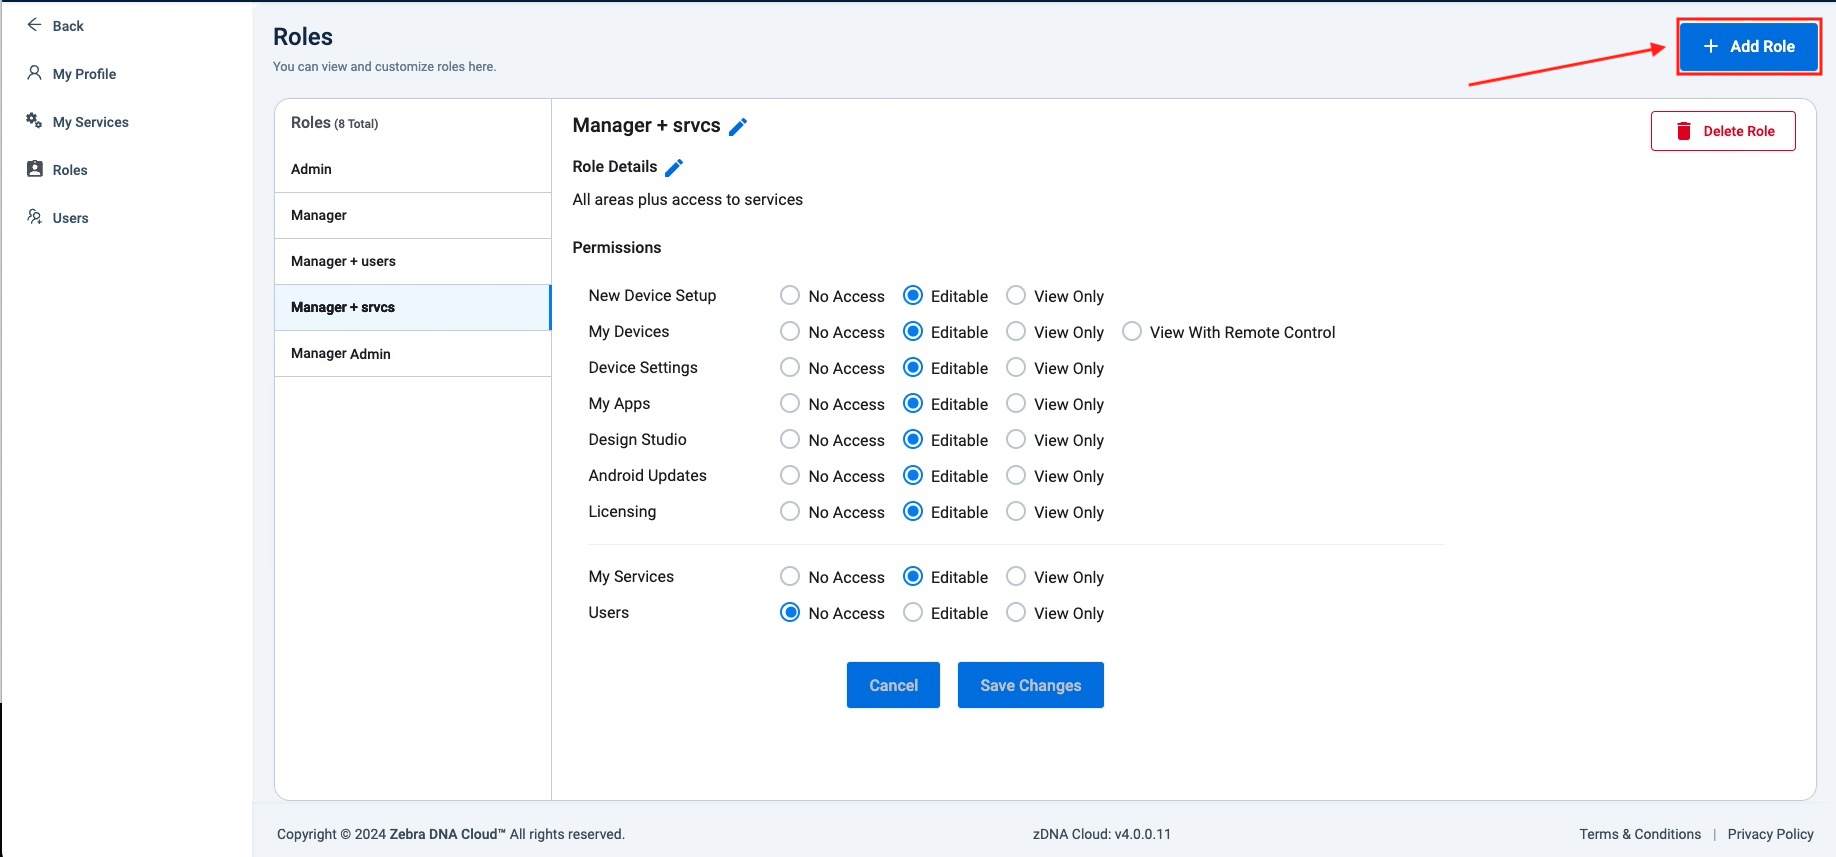 Back
My Profile
My Services
Roles
Users
Roles
You can view and customize roles here.
+ Add Role
Roles (8 Total)
Admin
Manager
Manager + users
Manager + srvcs
Manager Admin
Manager + srvcs
Delete Role
Role Details
All areas plus access to services
Permissions
New Device Setup No Access Editable View Only
My Devices No Access Editable View Only View With Remote Control
Device Settings No Access Editable View Only
My Apps No Access Editable View Only
Design Studio No Access Editable View Only
Android Updates No Access Editable View Only
Licensing No Access Editable View Only
My Services No Access Editable View Only
Users No Access Editable View Only
Cancel Save Changes
Copyright © 2024 Zebra DNA Cloud™ All rights reserved. zDNA Cloud: v4.0.0.11 Terms & Conditions | Privacy Policy